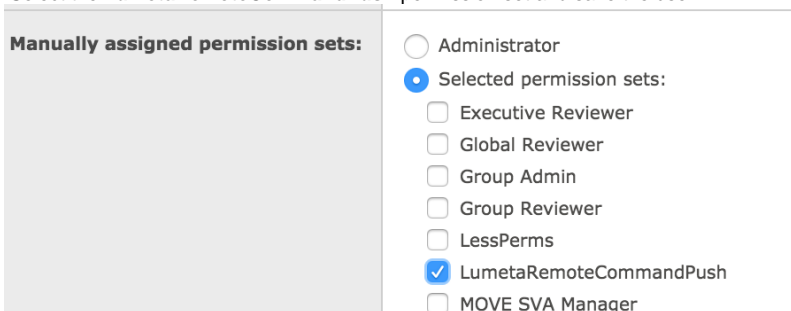 Manually assigned permission sets:
Administrator
Selected permission sets:
Executive Reviewer
Global Reviewer
Group Admin
Group Reviewer
LessPerms
LumetaRemoteCommandPush
MOVE SVA Manager